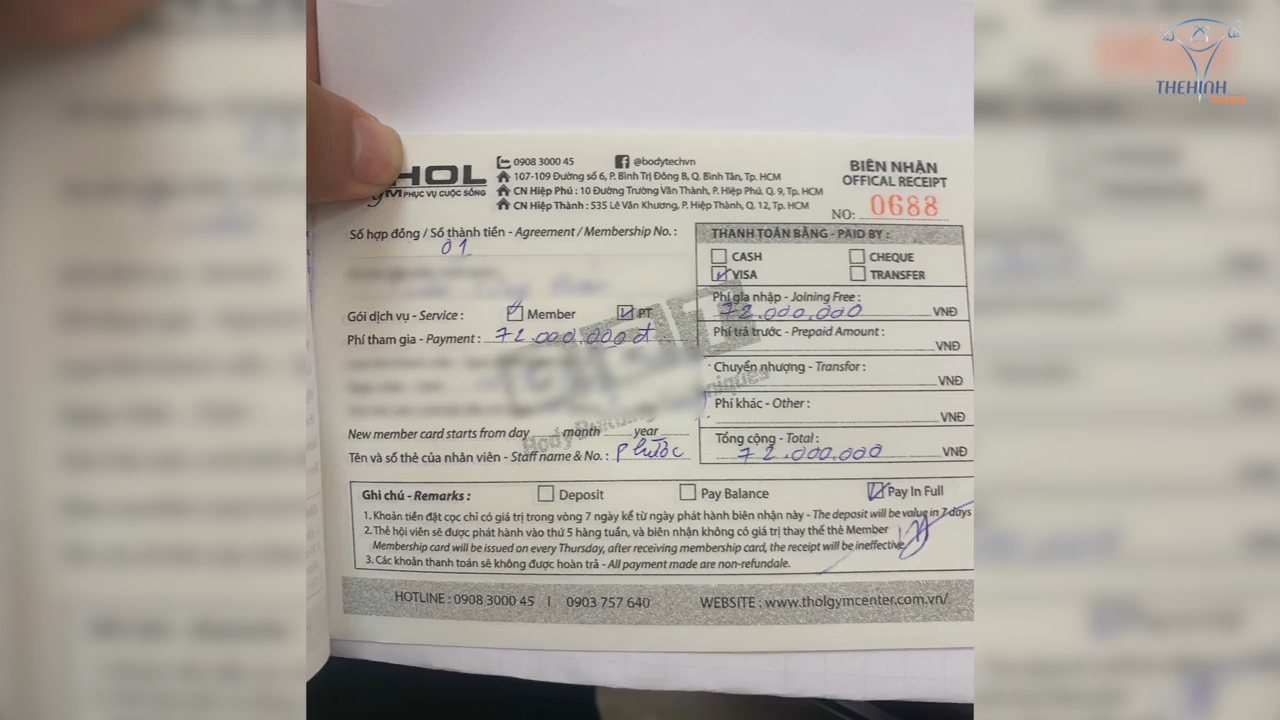 THEHINH
HOL
GYM PHỤC VỤ CUỘC SỐNG
0908 3000 45 @bodytechvn
107-109 Đường số 6, P. Bình Trị Đông B, Q. Bình Tân, Tp. HCM
CN Hiệp Phú : 10 Đường Trương Văn Thành, P. Hiệp Phú, Q. 9, Tp. HCM
CN Hiệp Thành : 535 Lê Văn Khương, P. Hiệp Thành, Q. 12, Tp. HCM
BIÊN NHẬN
OFFICAL RECEIPT
NO: 0688
Số hợp đồng / Số thành tiền - Agreement / Membership No. :
01
Gói dịch vụ - Service : Member PT
Phí tham gia - Payment : 72.000.000đ
New member card starts from day month year
Tên và số thẻ của nhân viên - Staff name & No. : Phước
THANH TOÁN BẰNG - PAID BY :
CASH CHEQUE
VISA TRANSFER
Phí gia nhập - Joining Free :
72.000.000 VNĐ
Phí trả trước - Prepaid Amount :
VNĐ
Chuyển nhượng - Transfor :
VNĐ
Phí khác - Other :
VNĐ
Tổng cộng - Total :
72.000.000 VNĐ
Ghi chú - Remarks : Deposit Pay Balance Pay In Full
1. Khoản tiền đặt cọc chỉ có giá trị trong vòng 7 ngày kể từ ngày phát hành biên nhận này - The deposit will be value in 7 days
2. Thẻ hội viên sẽ được phát hành vào thứ 5 hàng tuần, và biên nhận không có giá trị thay thế thẻ Member
Membership card will be issued on every Thursday, after receiving membership card, the receipt will be ineffective
3. Các khoản thanh toán sẽ không được hoàn trả - All payment made are non-refundale.
HOTLINE : 0908 3000 45 I 0903 757 640 WEBSITE : www.tholgymcenter.com.vn/